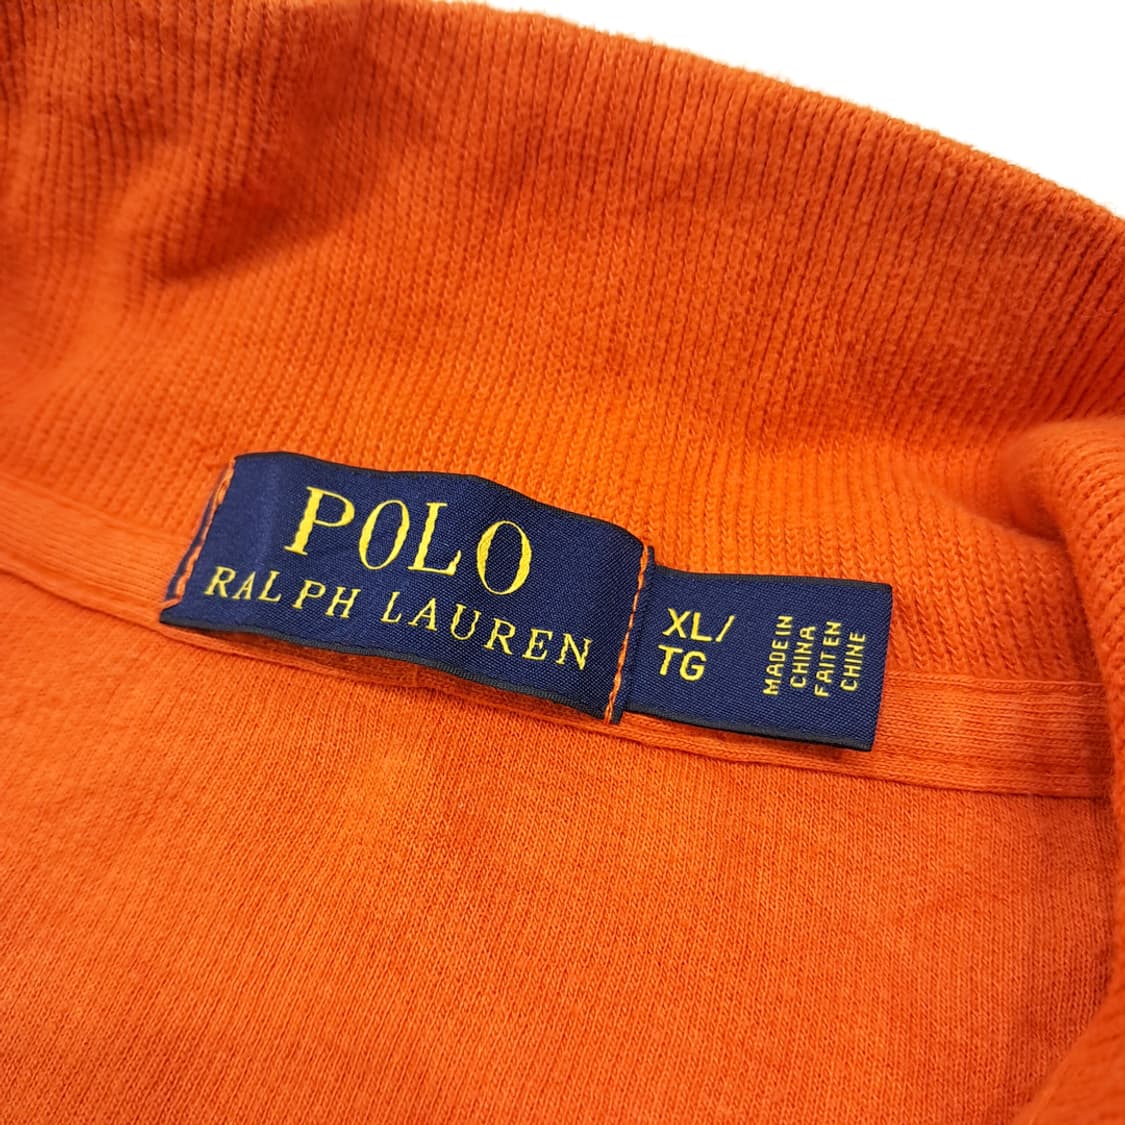 POLO
RALPH LAUREN
XL/
TG
MADE IN
CHINA
FAIT EN
CHINE